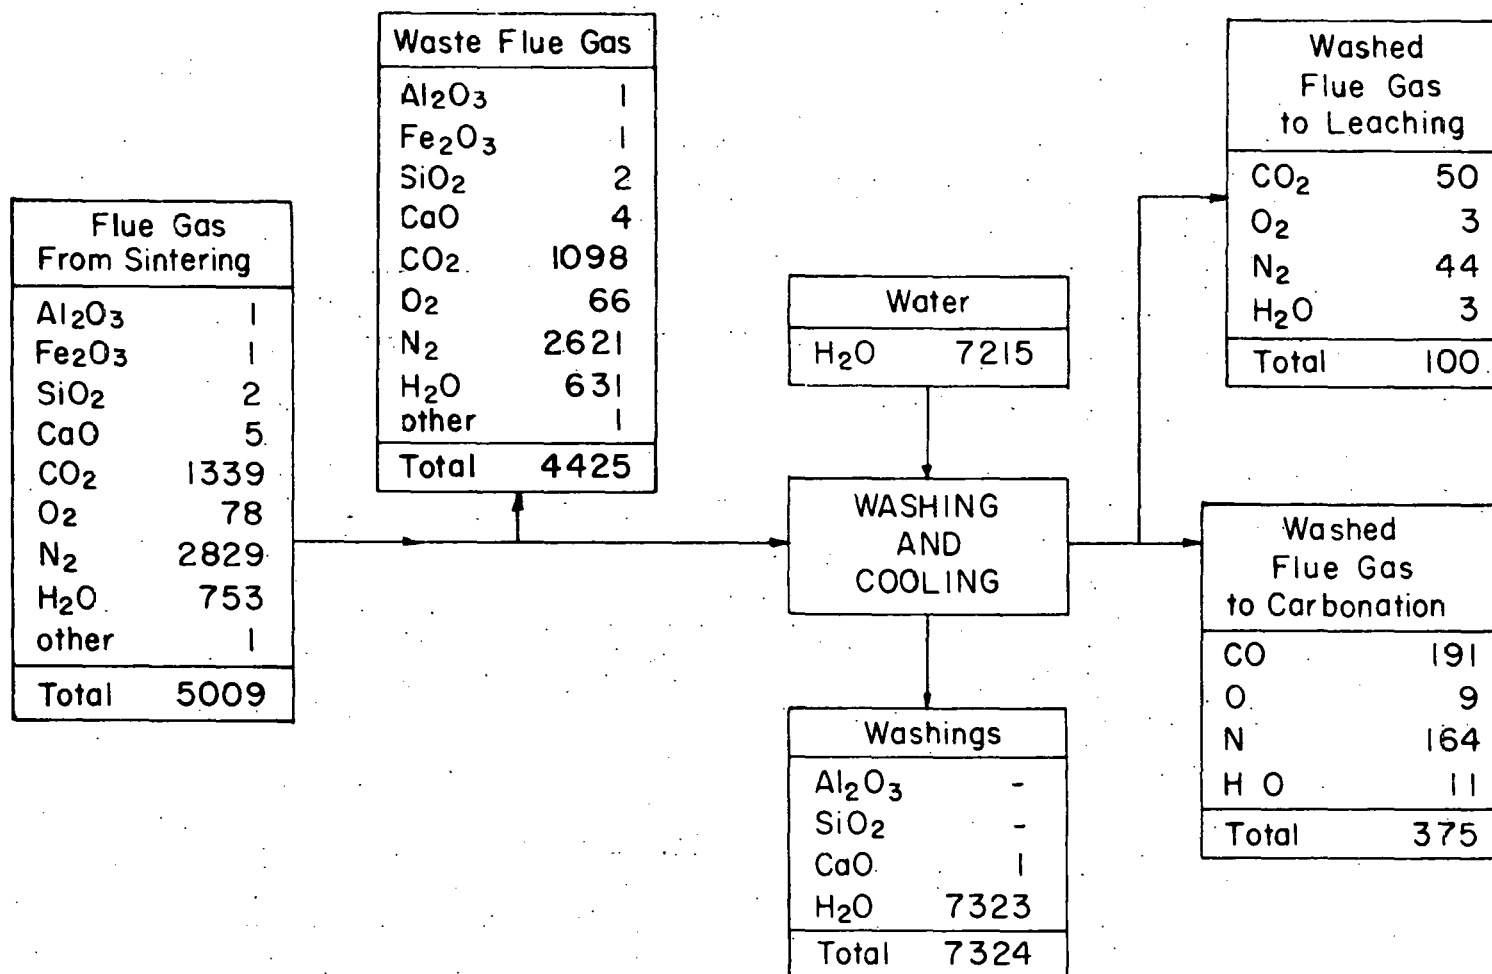 Flue Gas
From Sintering
Al₂O₃ 1
Fe₂O₃ 1
SiO₂ 2
CaO 5
CO₂ 1339
O₂ 78
N₂ 2829
H₂O 753
other 1
Total 5009
Waste Flue Gas
Al₂O₃ 1
Fe₂O₃ 1
SiO₂ 2
CaO 4
CO₂ 1098
O₂ 66
N₂ 2621
H₂O 631
other 1
Total 4425
Water
H₂O 7215
WASHING
AND
COOLING
Washings
Al₂O₃ -
SiO₂ -
CaO 1
H₂O 7323
Total 7324
Washed
Flue Gas
to Leaching
CO₂ 50
O₂ 3
N₂ 44
H₂O 3
Total 100
Washed
Flue Gas
to Carbonation
CO 191
O 9
N 164
H O 11
Total 375